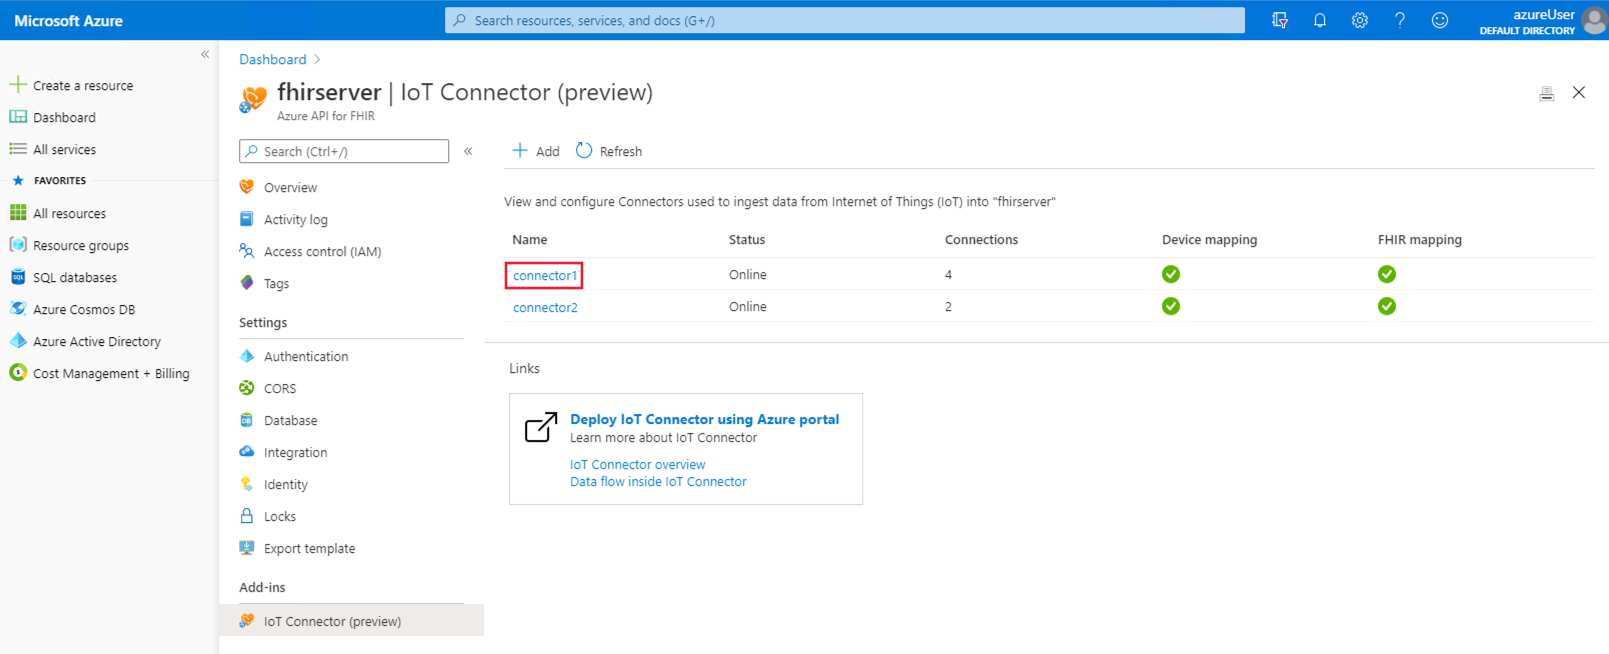 Microsoft Azure
Search resources, services, and docs (G+/)
azureUser
DEFAULT DIRECTORY
Create a resource
Dashboard
All services
FAVORITES
All resources
Resource groups
SQL databases
Azure Cosmos DB
Azure Active Directory
Cost Management + Billing
Dashboard >
fhirserver | IoT Connector (preview)
Azure API for FHIR
Search (Ctrl+/)
Overview
Activity log
Access control (IAM)
Tags
Settings
Authentication
CORS
Database
Integration
Identity
Locks
Export template
Add-ins
IoT Connector (preview)
Add Refresh
View and configure Connectors used to ingest data from Internet of Things (IoT) into "fhirserver"
Name Status Connections Device mapping FHIR mapping
connector1 Online 4
connector2 Online 2
Links
Deploy IoT Connector using Azure portal
Learn more about IoT Connector
IoT Connector overview
Data flow inside IoT Connector